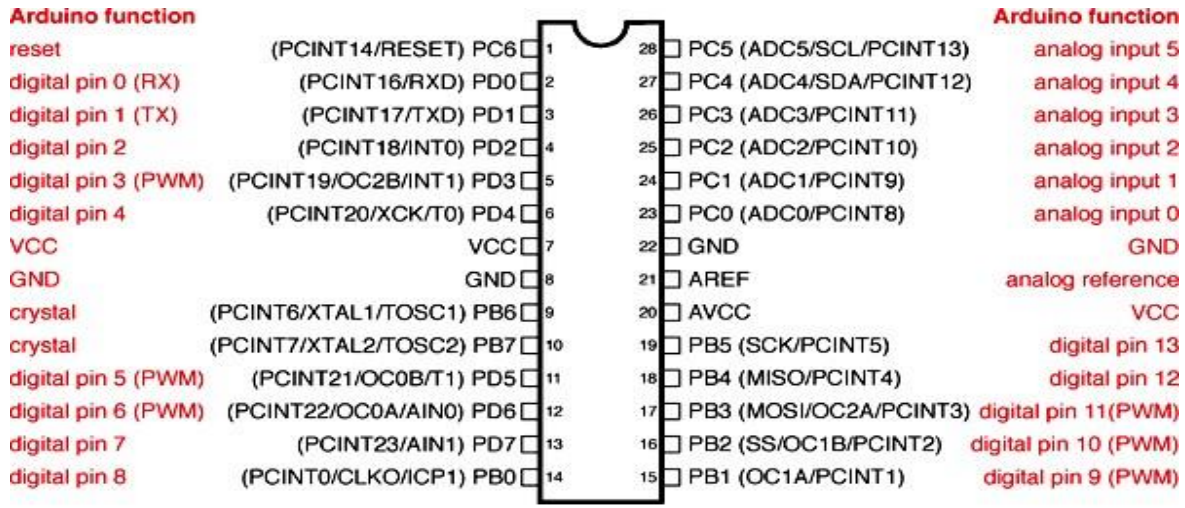 Arduino function Arduino function
reset (PCINT14/RESET) PC6 1 28 PC5 (ADC5/SCL/PCINT13) analog input 5
digital pin 0 (RX) (PCINT16/RXD) PD0 2 27 PC4 (ADC4/SDA/PCINT12) analog input 4
digital pin 1 (TX) (PCINT17/TXD) PD1 3 26 PC3 (ADC3/PCINT11) analog input 3
digital pin 2 (PCINT18/INT0) PD2 4 25 PC2 (ADC2/PCINT10) analog input 2
digital pin 3 (PWM) (PCINT19/OC2B/INT1) PD3 5 24 PC1 (ADC1/PCINT9) analog input 1
digital pin 4 (PCINT20/XCK/T0) PD4 6 23 PC0 (ADC0/PCINT8) analog input 0
VCC VCC 7 22 GND GND
GND GND 8 21 AREF analog reference
crystal (PCINT6/XTAL1/TOSC1) PB6 9 20 AVCC VCC
crystal (PCINT7/XTAL2/TOSC2) PB7 10 19 PB5 (SCK/PCINT5) digital pin 13
digital pin 5 (PWM) (PCINT21/OC0B/T1) PD5 11 18 PB4 (MISO/PCINT4) digital pin 12
digital pin 6 (PWM) (PCINT22/OC0A/AIN0) PD6 12 17 PB3 (MOSI/OC2A/PCINT3) digital pin 11(PWM)
digital pin 7 (PCINT23/AIN1) PD7 13 16 PB2 (SS/OC1B/PCINT2) digital pin 10 (PWM)
digital pin 8 (PCINT0/CLKO/ICP1) PB0 14 15 PB1 (OC1A/PCINT1) digital pin 9 (PWM)